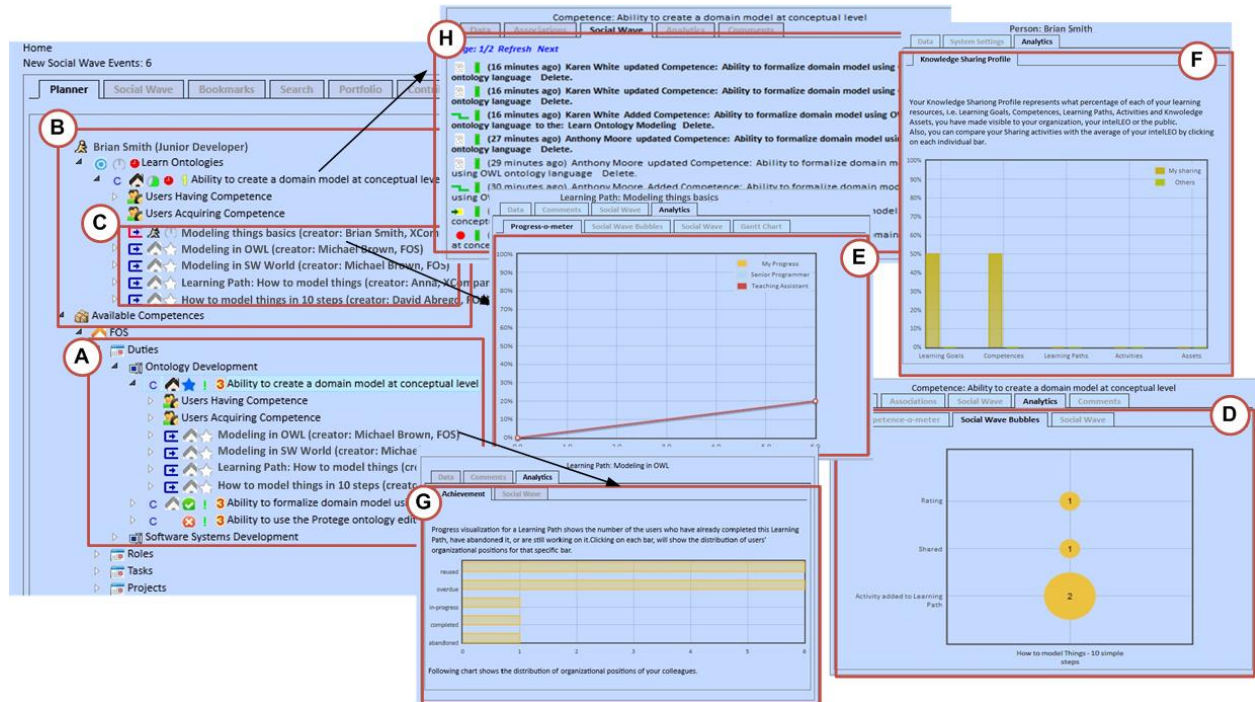 Home
New Social Wave Events: 6
Planner Social Wave Bookmarks Search Portfolio
B
Brian Smith (Junior Developer)
Learn Ontologies
C Ability to create a domain model at conceptual
Users Having Competence
Users Acquiring Competence
C
Modeling things basics (creator: Brian Smith,
Modeling in OWL (creator: Michael Brown, FOS)
Modeling in SW World (creator: Michael Brown, FOS)
Learning Path: How to model things (creator: Anna,
How to model things in 10 steps (creator: David Abrego,
Available Competences
FOS
A
Duties
Ontology Development
C ! 3 Ability to create a domain model at conceptual level
Users Having Competence
Users Acquiring Competence
Modeling in OWL (creator: Michael Brown, FOS)
Modeling in SW World (creator:
Learning Path: How to model things
How to model things in 10 steps
C ! 3 Ability to formalize domain model
C ! 3 Ability to use the Protege ontology
Software Systems Development
Roles
Tasks
Projects
Competence: Ability to create a domain model at conceptual level
Data Associations Social Wave Analytics Comments
H
1/2 Refresh Next
(16 minutes ago) Karen White updated Competence: Ability to formalize domain model using
ontology language Delete.
(16 minutes ago) Karen White updated Competence: Ability to formalize domain model using
ontology language Delete.
(16 minutes ago) Karen White Added Competence: Ability to formalize domain model using
ontology language to the: Learn Ontology Modeling Delete.
(27 minutes ago) Anthony Moore updated Competence: Ability to formalize domain model
ontology language Delete.
(29 minutes ago) Anthony Moore updated Competence: Ability to formalize domain
using OWL ontology language Delete.
(30 minutes ago) Anthony Moore Added Competence: Ability to formalize domain
using
Learning Path: Modeling things basics
Data Comments Social Wave Analytics
Progress-o-meter Social Wave Bubbles Social Wave Gantt Chart
E
100%
90%
80%
70%
60%
50%
40%
30%
20%
10%
0%
My Progress
Senior Programmer
Teaching Assistant
Person: Brian Smith
Data System Settings Analytics
Knowledge Sharing Profile
F
Your Knowledge Sharing Profile represents what percentage of each of your learning
resources, i.e. Learning Goals, Competences, Learning Paths, Activities and Knowledge
Assets, you have made visible to your organization, your intelLEO or the public.
Also, you can compare your Sharing activities with the average of your intelLEO by clicking
on each individual bar.
100%
90%
80%
70%
60%
50%
40%
30%
20%
10%
0%
My sharing
Others
Learning Goals Competences Learning Paths Activities Assets
Competence: Ability to create a domain model at conceptual level
Associations Social Wave Analytics Comments
D
Social Wave Bubbles Social Wave
Rating
1
Shared
1
Activity added to Learning
Path
2
How to model Things - 10 simple
steps
Learning Path: Modeling in OWL
Data Comments Analytics
G
Achievement Social Wave
Progress visualization for a Learning Path shows the number of the users who have already completed this Learning
Path, have abandoned it, or are still working on it.Clicking on each bar, will show the distribution of users'
organizational positions for that specific bar.
reused
overdue
in-progress
completed
abandoned
0 1 2 3 4 5 6
Following chart shows the distribution of organizational positions of your colleagues.